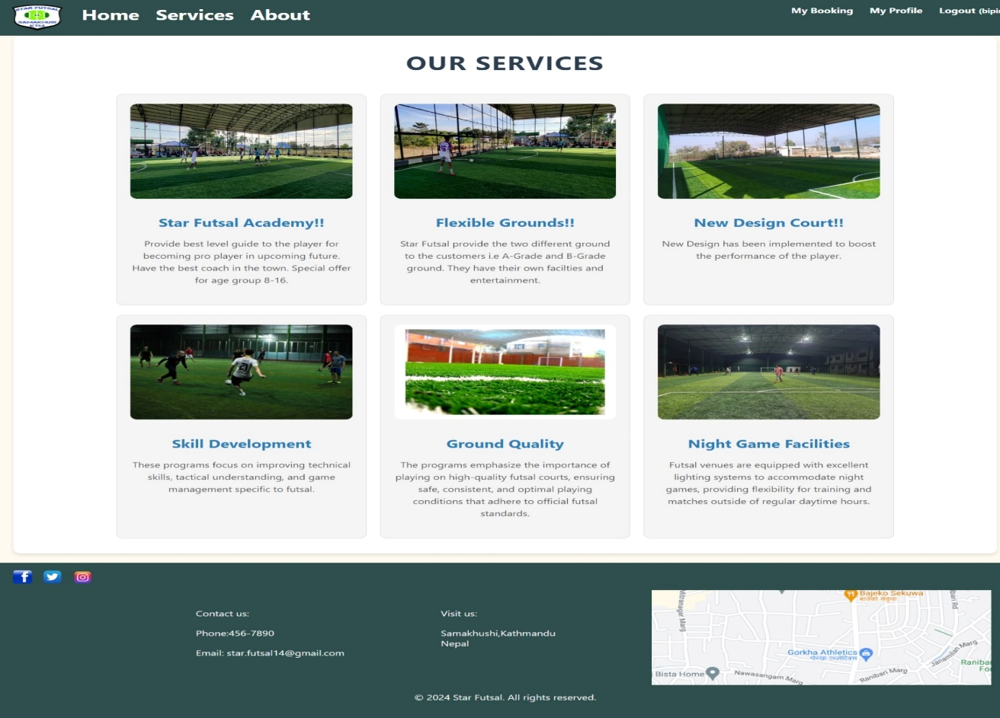 STAR FUTSAL
SAMAKHUSI
KTM
Home Services About
My Booking My Profile Logout
OUR SERVICES
Star Futsal Academy!!
Provide best level guide to the player for
becoming pro player in upcoming future.
Have the best coach in the town. Special offer
for age group 8-16.
Flexible Grounds!!
Star Futsal provide the two different ground
to the customers i.e A-Grade and B-Grade
ground. They have their own facilties and
entertainment.
New Design Court!!
New Design has been implemented to boost
the performance of the player.
Skill Development
These programs focus on improving technical
skills, tactical understanding, and game
management specific to futsal.
Ground Quality
The programs emphasize the importance of
playing on high-quality futsal courts, ensuring
safe, consistent, and optimal playing
conditions that adhere to official futsal
standards.
Night Game Facilities
Futsal venues are equipped with excellent
lighting systems to accommodate night
games, providing flexibility for training and
matches outside of regular daytime hours.
Contact us:
Phone:456-7890
Email: star.futsal14@gmail.com
Visit us:
Samakhushi,Kathmandu
Nepal
Mitranagar Marg
Bajeko Sekuwa
बाजेको सेकुवा
Gorkha Athletics
गोरखा एथ्लेटिक्स
Bista Home
Nawasangam Marg
Ranibari Marg
Janamilan Marg
© 2024 Star Futsal. All rights reserved.